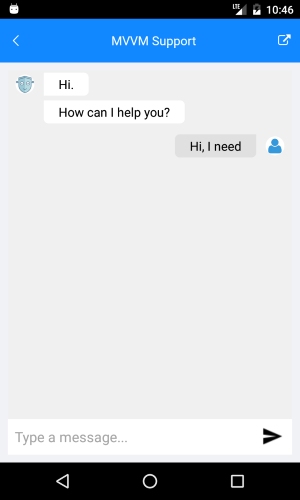 LTE 10:46
MVVM Support
Hi.
How can I help you?
Hi, I need
Type a message...